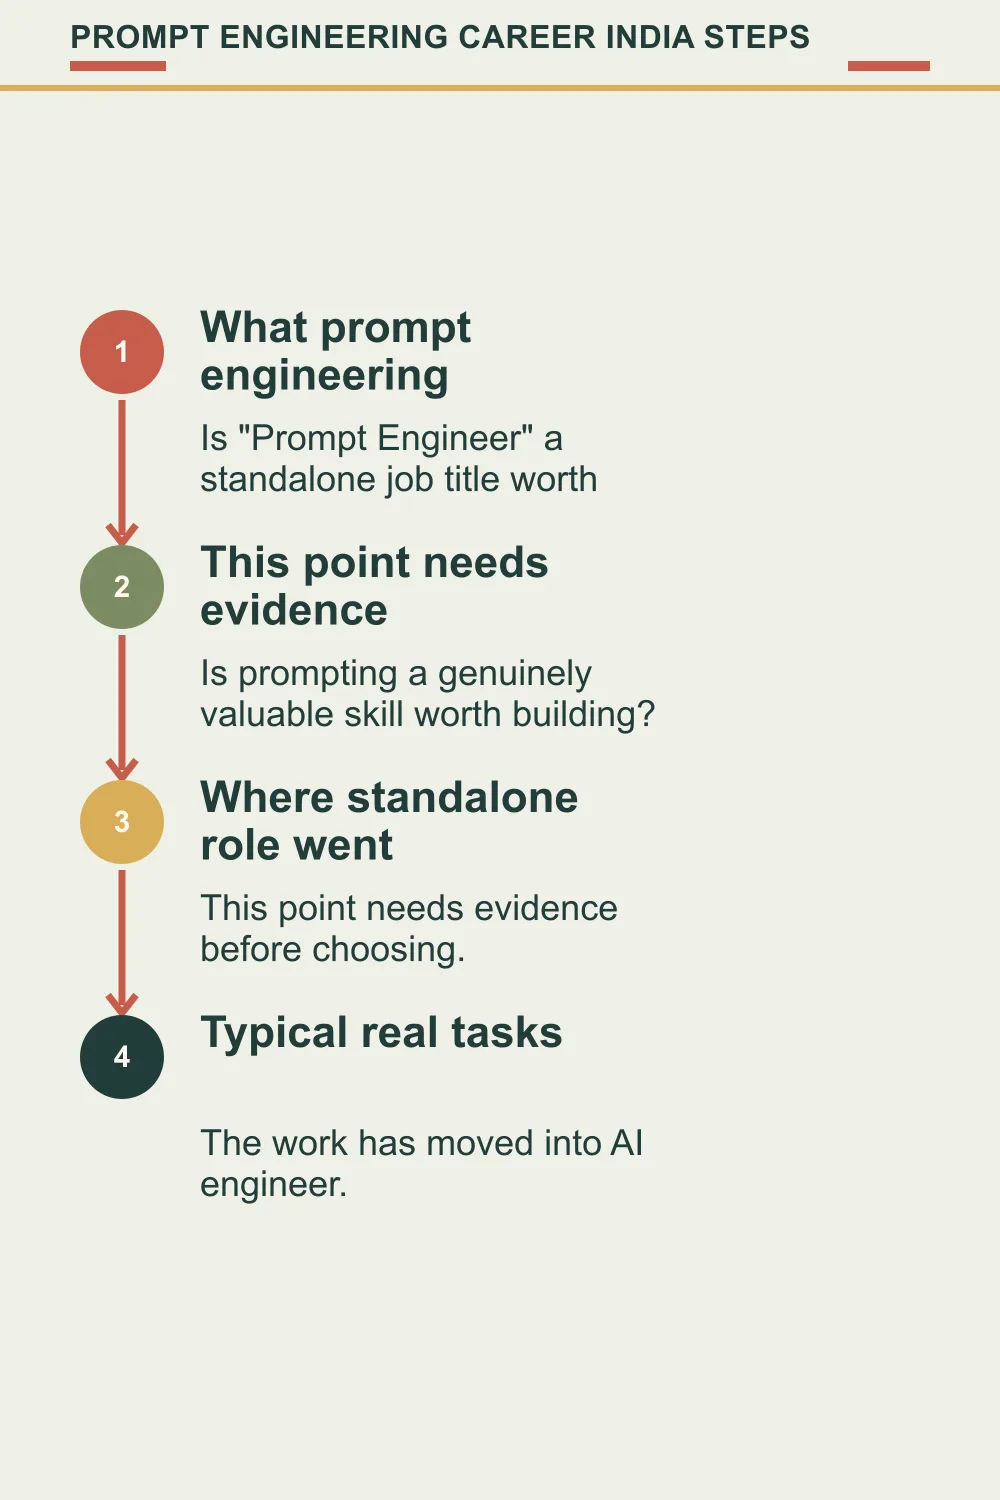 PROMPT ENGINEERING CAREER INDIA STEPS
1
What prompt
engineering
Is "Prompt Engineer" a
standalone job title worth
2
This point needs
evidence
Is prompting a genuinely
valuable skill worth building?
3
Where standalone
role went
This point needs evidence
before choosing.
4
Typical real tasks
The work has moved into AI
engineer.